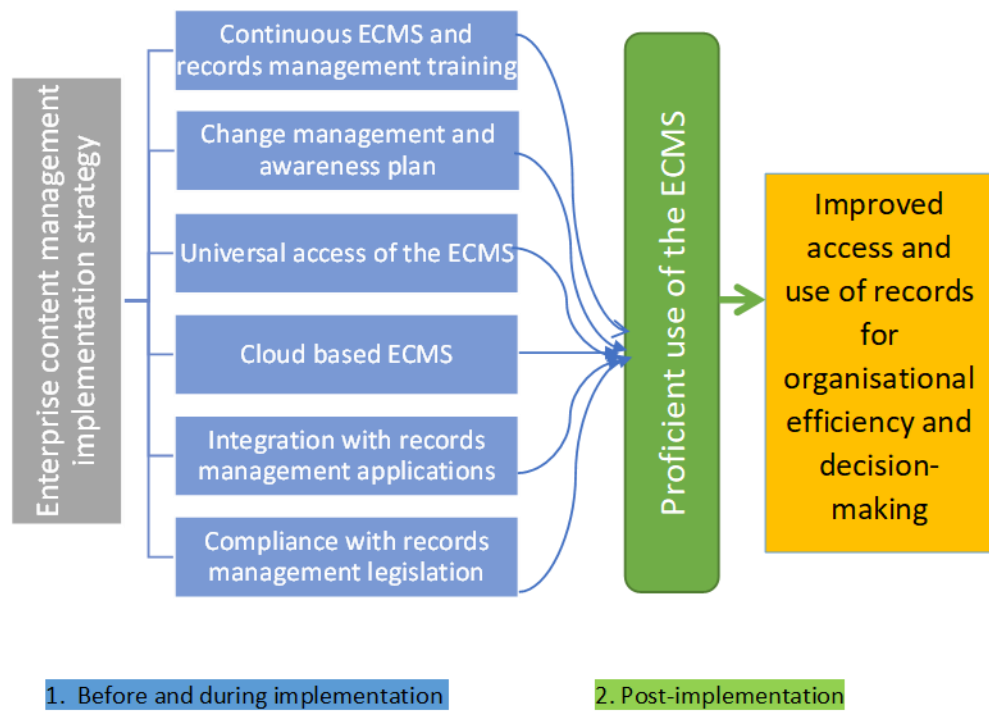 Enterprise content management
implementation strategy
Continuous ECMS and
records management training
Change management and
awareness plan
Universal access of the ECMS
Cloud based ECMS
Integration with records
management applications
Compliance with records
management legislation
Proficient use of the ECMS
Improved
access and
use of records
for
organisational
efficiency and
decision-
making
1. Before and during implementation
2. Post-implementation